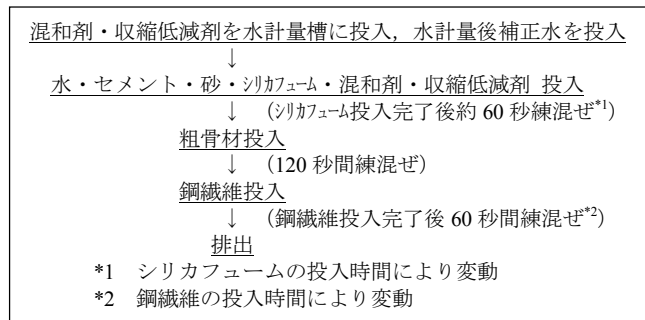 混和剤・収縮低減剤を水計量槽に投入，水計量後補正水を投入
↓
水・セメント・砂・ｼﾘｶﾌｭｰﾑ・混和剤・収縮低減剤 投入
↓ （ｼﾘｶﾌｭｰﾑ投入完了後約 60 秒練混ぜ*1）
粗骨材投入
↓ （120 秒間練混ぜ）
鋼繊維投入
↓ （鋼繊維投入完了後 60 秒間練混ぜ*2）
排出
*1 シリカフュームの投入時間により変動
*2 鋼繊維の投入時間により変動